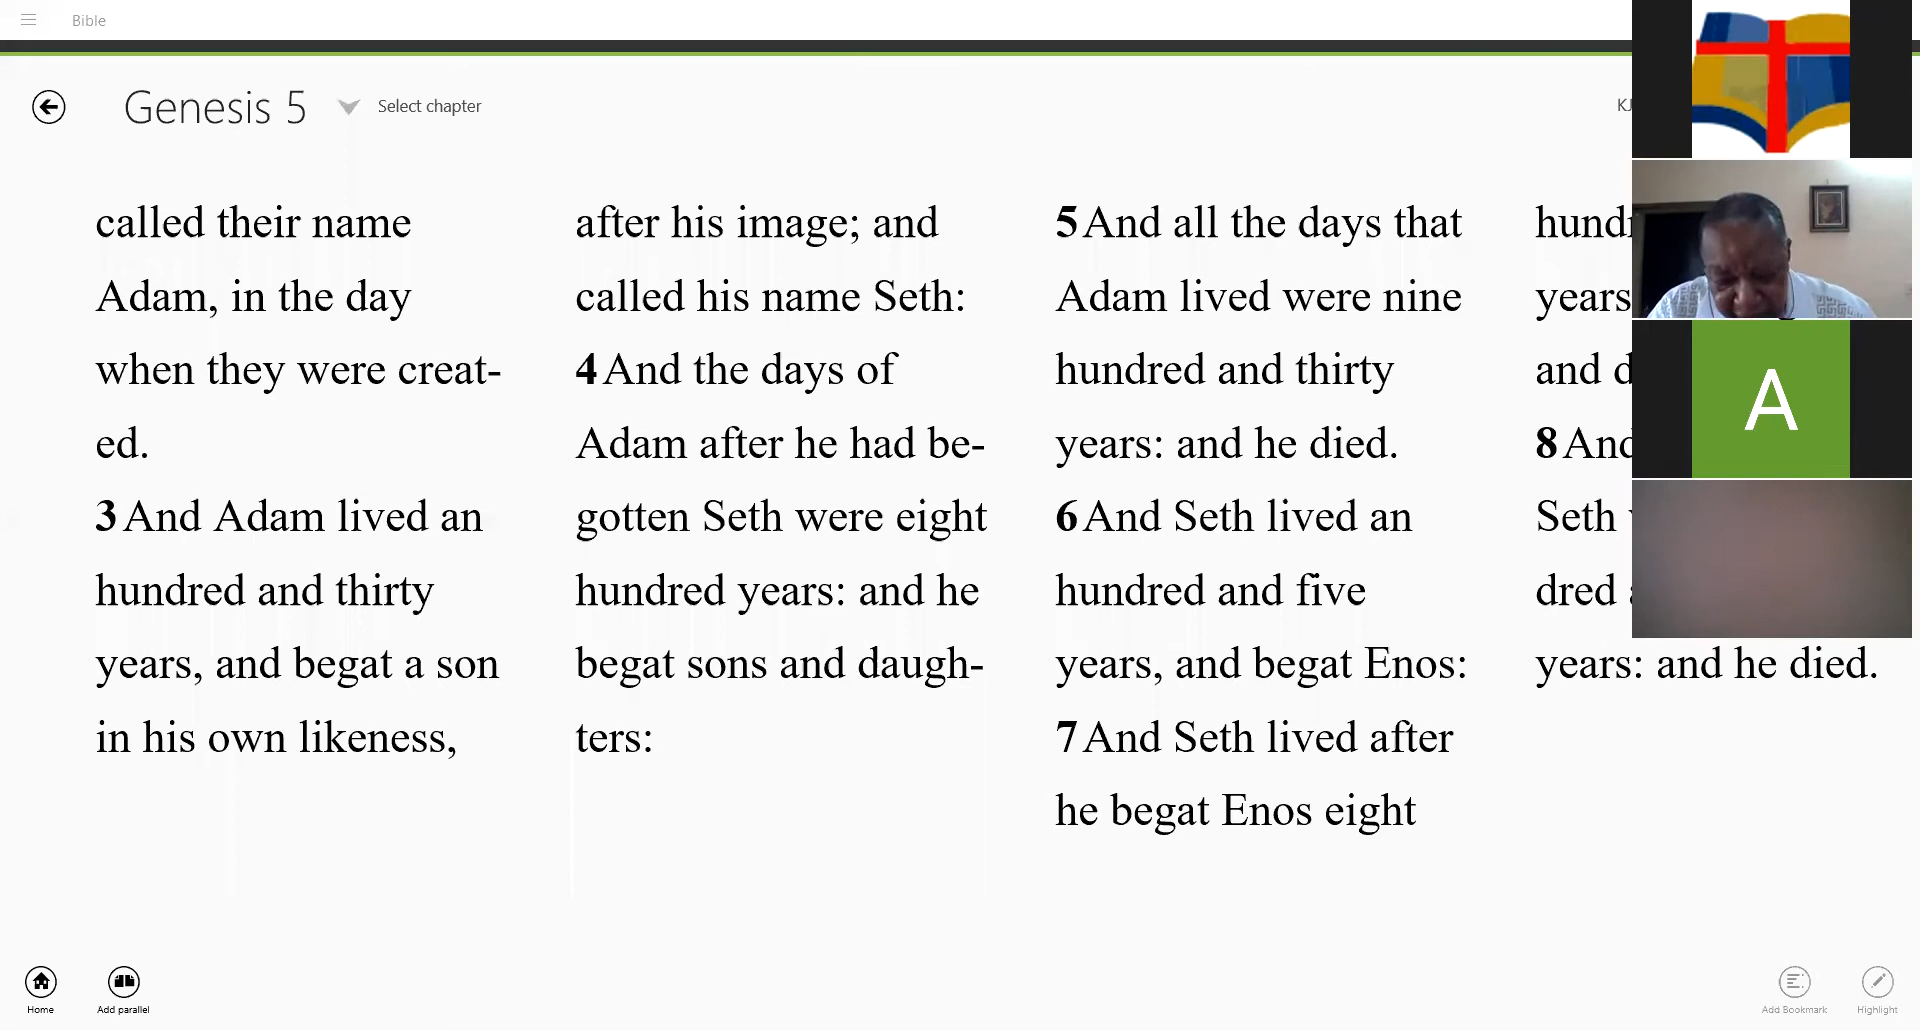 Bible
Genesis 5
Select chapter
called their name
Adam, in the day
when they were creat-
ed.
3 And Adam lived an
hundred and thirty
years, and begat a son
in his own likeness,
after his image; and
called his name Seth:
4 And the days of
Adam after he had be-
gotten Seth were eight
hundred years: and he
begat sons and daugh-
ters:
5 And all the days that
Adam lived were nine
hundred and thirty
years: and he died.
6 And Seth lived an
hundred and five
years, and begat Enos:
7 And Seth lived after
he begat Enos eight
years
and
8 And
Seth
dred
years: and he died.
A
Home
Add parallel
Add Bookmark
Highlight